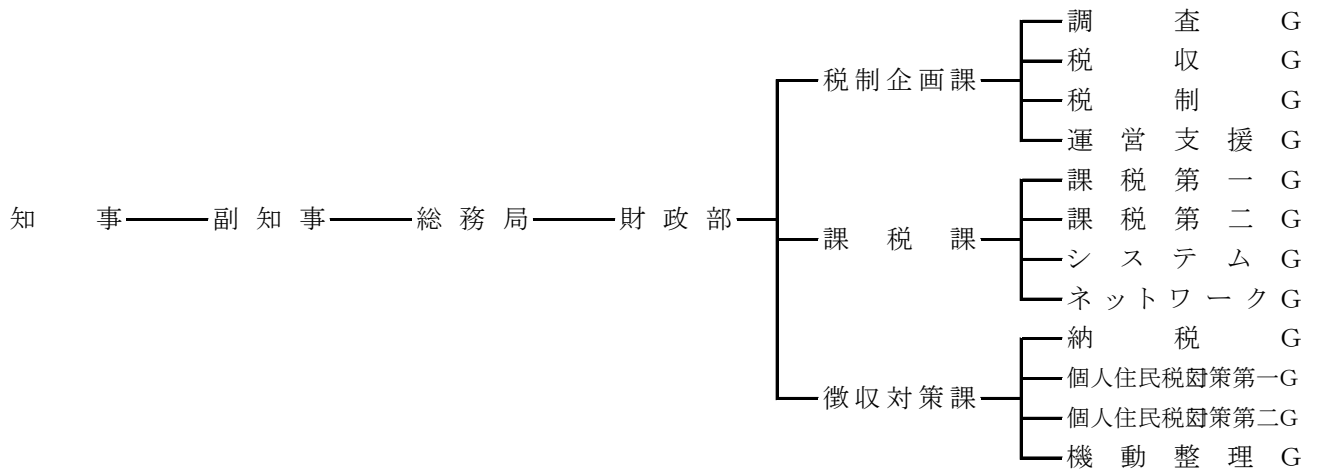 調査G
税収G
税制企画課
税制G
運営支援G
課税第一G
知事 副知事 総務局 財政部
課税第二G
課税課
システムG
ネットワークG
納税G
個人住民税対策第一G
徴収対策課
個人住民税対策第二G
機動整理G